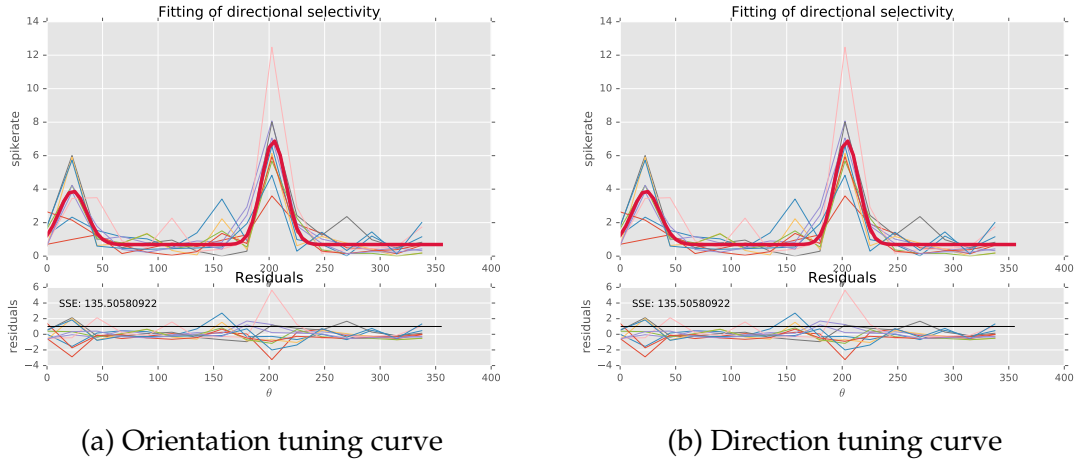 Fitting of directional selectivity
14
12
10
8
6
4
2
0
spikerate
0 50 100 150 200 250 300 350 400
Residuals
6
4
2
0
−2
−4
residuals
SSE: 135.50580922
0 50 100 150 200 250 300 350 400
θ
(a) Orientation tuning curve
Fitting of directional selectivity
14
12
10
8
6
4
2
0
spikerate
0 50 100 150 200 250 300 350 400
Residuals
6
4
2
0
−2
−4
residuals
SSE: 135.50580922
0 50 100 150 200 250 300 350 400
θ
(b) Direction tuning curve